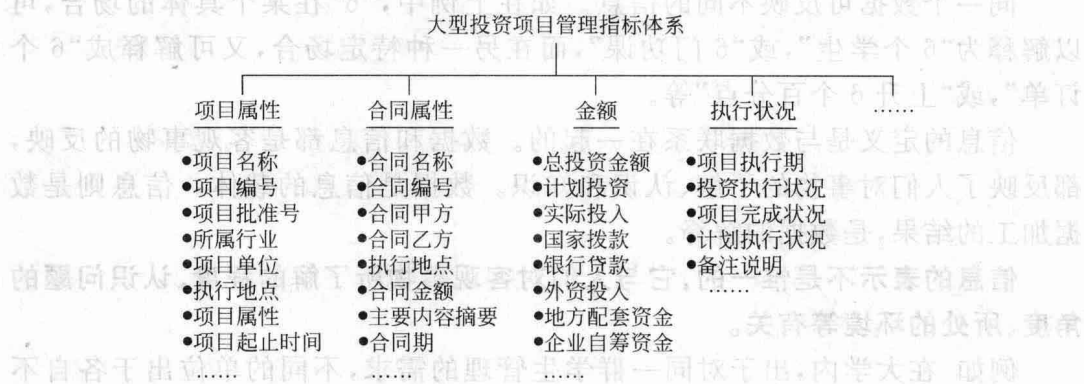 大型投资项目管理指标体系
项目属性
●项目名称
●项目编号
●项目批准号
●所属行业
●项目单位
●执行地点
●项目属性
●项目起止时间
……
合同属性
●合同名称
●合同编号
●合同甲方
●合同乙方
●执行地点
●合同金额
●主要内容摘要
●合同期
……
金额
●总投资金额
●计划投资
●实际投入
●国家拨款
●银行贷款
●外资投入
●地方配套资金
●企业自筹资金
……
执行状况
●项目执行期
●投资执行状况
●项目完成状况
●计划执行状况
●备注说明
……
……